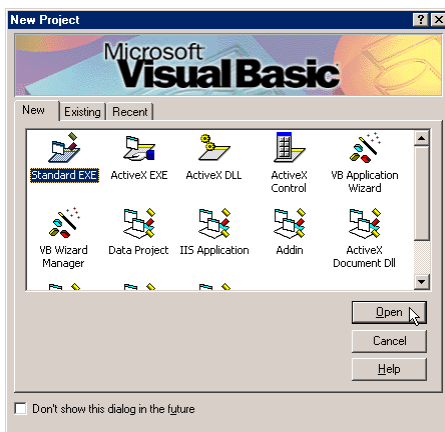 New Project
Microsoft
Visual Basic
New Existing Recent
Standard EXE ActiveX EXE ActiveX DLL ActiveX Control VB Application Wizard
VB Wizard Manager Data Project IIS Application Addin ActiveX Document Dll
Open
Cancel
Help
Don't show this dialog in the future